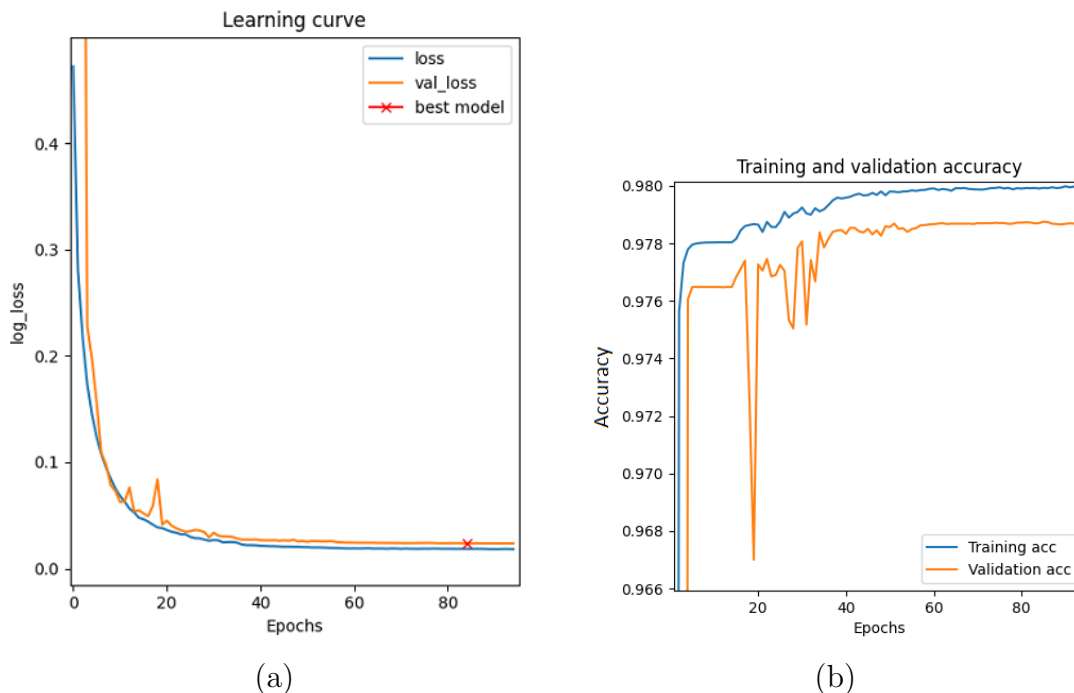 Learning curve
loss
val_loss
best model
0.4
0.3
0.2
0.1
0.0
log_loss
0
20
40
60
80
Epochs
(a)
Training and validation accuracy
0.980
0.978
0.976
0.974
0.972
0.970
0.968
0.966
Accuracy
Training acc
Validation acc
20
40
60
80
Epochs
(b)